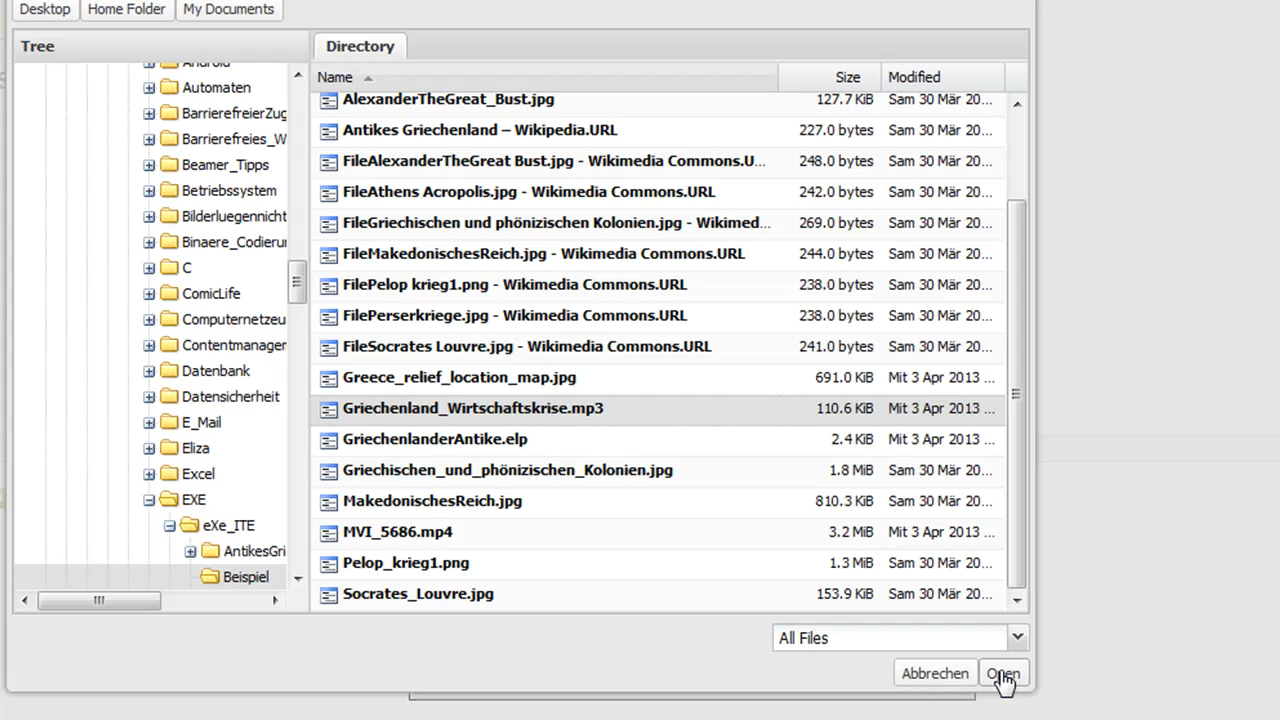 Desktop Home Folder My Documents
Tree
Android
Automaten
BarrierefreierZug
Barrierefreies_W
Beamer_Tipps
Betriebssystem
Bilderluegennicht
Binaere_Codierun
C
ComicLife
Computernetzeu
Contentmanager
Datenbank
Datensicherheit
E_Mail
Eliza
Excel
EXE
eXe_ITE
AntikesGri
Beispiel
Directory
Name Size Modified
AlexanderTheGreat_Bust.jpg 127.7 KiB Sam 30 Mär 20...
Antikes Griechenland – Wikipedia.URL 227.0 bytes Sam 30 Mär 20...
FileAlexanderTheGreat Bust.jpg - Wikimedia Commons.U... 248.0 bytes Sam 30 Mär 20...
FileAthens Acropolis.jpg - Wikimedia Commons.URL 242.0 bytes Sam 30 Mär 20...
FileGriechischen und phönizischen Kolonien.jpg - Wikimed... 269.0 bytes Sam 30 Mär 20...
FileMakedonischesReich.jpg - Wikimedia Commons.URL 244.0 bytes Sam 30 Mär 20...
FilePelop krieg1.png - Wikimedia Commons.URL 238.0 bytes Sam 30 Mär 20...
FilePerserkriege.jpg - Wikimedia Commons.URL 238.0 bytes Sam 30 Mär 20...
FileSocrates Louvre.jpg - Wikimedia Commons.URL 241.0 bytes Sam 30 Mär 20...
Greece_relief_location_map.jpg 691.0 KiB Mit 3 Apr 2013 ...
Griechenland_Wirtschaftskrise.mp3 110.6 KiB Mit 3 Apr 2013 ...
GriechenlanderAntike.elp 2.4 KiB Mit 3 Apr 2013 ...
Griechischen_und_phönizischen_Kolonien.jpg 1.8 MiB Sam 30 Mär 20...
MakedonischesReich.jpg 810.3 KiB Sam 30 Mär 20...
MVI_5686.mp4 3.2 MiB Mit 3 Apr 2013 ...
Pelop_krieg1.png 1.3 MiB Sam 30 Mär 20...
Socrates_Louvre.jpg 153.9 KiB Sam 30 Mär 20...
All Files
Abbrechen Open